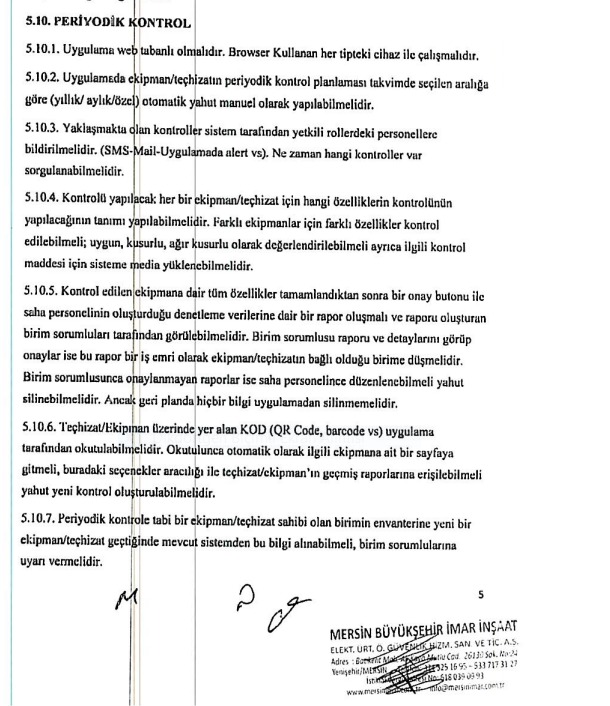 5.10. PERİYODİK KONTROL
5.10.1. Uygulama web tabanlı olmalıdır. Browser Kullanan her tipteki cihaz ile çalışmalıdır.
5.10.2. Uygulamada ekipman/teçhizatın periyodik kontrol planlaması takvimde seçilen aralığa
göre (yıllık/ aylık/özel) otomatik yahut manuel olarak yapılabilmelidir.
5.10.3. Yaklaşmakta olan kontroller sistem tarafından yetkili rollerdeki personellere
bildirilmelidir. (SMS-Mail-Uygulamada alert vs). Ne zaman hangi kontroller var
sorgulanabilmelidir.
5.10.4. Kontrolü yapılacak her bir ekipman/teçhizat için hangi özelliklerin kontrolünün
yapılacağının tanımı yapılabilmelidir. Farklı ekipmanlar için farklı özellikler kontrol
edilebilmeli; uygun, kusurlu, ağır kusurlu olarak değerlendirilebilmeli ayrıca ilgili kontrol
maddesi için sisteme media yüklenebilmelidir.
5.10.5. Kontrol edilen ekipmana dair tüm özellikler tamamlandıktan sonra bir onay butonu ile
saha personelinin oluşturduğu denetleme verilerine dair bir rapor oluşmalı ve raporu oluşturan
birim sorumluları tarafından görülebilmelidir. Birim sorumlusu raporu ve detaylarını görüp
onaylar ise bu rapor bir iş emri olarak ekipman/teçhizatın bağlı olduğu birime düşmelidir.
Birim sorumlusunca onaylanmayan raporlar ise saha personelince düzenlenebilmeli yahut
silinebilmelidir. Ancak geri planda hiçbir bilgi uygulamadan silinmemelidir.
5.10.6. Teçhizat/Ekipman üzerinde yer alan KOD (QR Code, barcode vs) uygulama
tarafından okutulabilmelidir. Okutulunca otomatik olarak ilgili ekipmana ait bir sayfaya
gitmeli, buradaki seçenekler aracılığı ile teçhizat/ekipman'ın geçmiş raporlarına erişilebilmeli
yahut yeni kontrol oluşturulabilmelidir.
5.10.7. Periyodik kontrole tabi bir ekipman/teçhizat sahibi olan birimin envanterine yeni bir
ekipman/teçhizat geçtiğinde mevcut sistemden bu bilgi alınabilmeli, birim sorumlularına
uyarı vermelidir.
5
MERSİN BÜYÜKŞEHİR İMAR İNŞAAT
ELEKT. ÜRT. Ö. GÜVENLİK HİZM. SAN. VE TİC. A.Ş.
Adres : Cad. 26130 Sok. No:24
Yenişehir/MERSİN 325 16 95 - 533 717 31 27
No: 618 039 09 93
info@mersinimar.com.tr